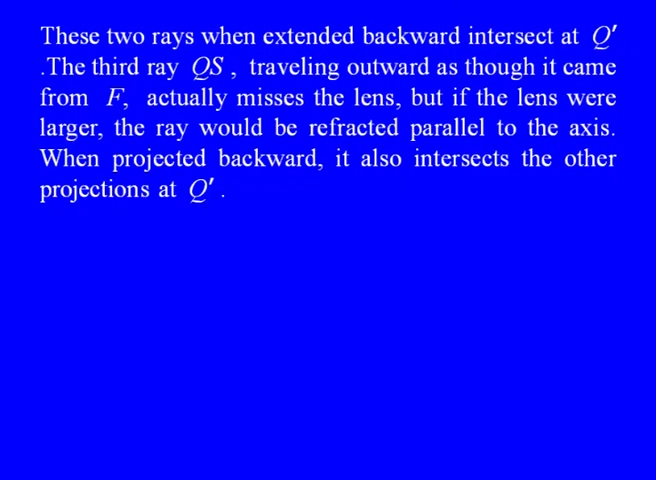 These two rays when extended backward intersect at Q′
.The third ray QS , traveling outward as though it came
from F, actually misses the lens, but if the lens were
larger, the ray would be refracted parallel to the axis.
When projected backward, it also intersects the other
projections at Q′ .